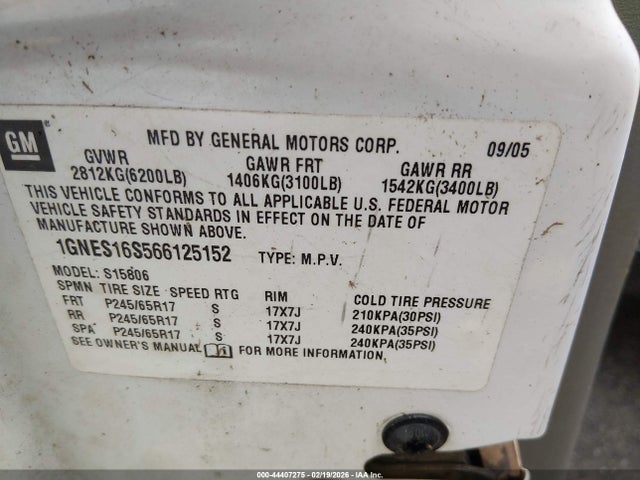 GM
MFD BY GENERAL MOTORS CORP. 09/05
GVWR GAWR FRT GAWR RR
2812KG(6200LB) 1406KG(3100LB) 1542KG(3400LB)
THIS VEHICLE CONFORMS TO ALL APPLICABLE U.S. FEDERAL MOTOR
VEHICLE SAFETY STANDARDS IN EFFECT ON THE DATE OF
MANUFACTURE SHOWN ABOVE.
1GNES16S566125152 TYPE: M.P.V.
MODEL: S15806
SPMN TIRE SIZE SPEED RTG RIM COLD TIRE PRESSURE
FRT P245/65R17 S 17X7J 210KPA(30PSI)
RR P245/65R17 S 17X7J 240KPA(35PSI)
SPA P245/65R17 S 17X7J 240KPA(35PSI)
SEE OWNER'S MANUAL FOR MORE INFORMATION.
000-44407275 - 02/19/2026 - IAA Inc.